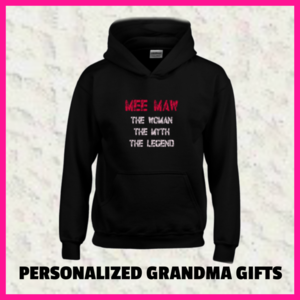 MEE MAW
THE WOMAN
THE MYTH
THE LEGEND
PERSONALIZED GRANDMA GIFTS